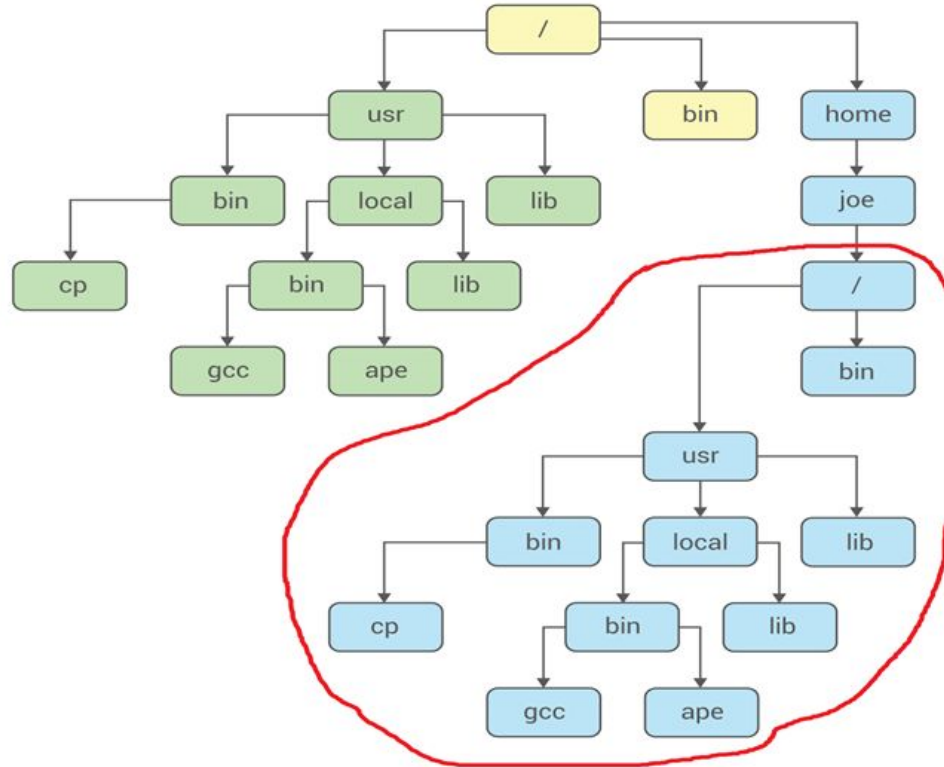 /
usr
bin
home
bin
local
lib
joe
cp
bin
lib
/
gcc
ape
bin
usr
bin
local
lib
cp
bin
lib
gcc
ape